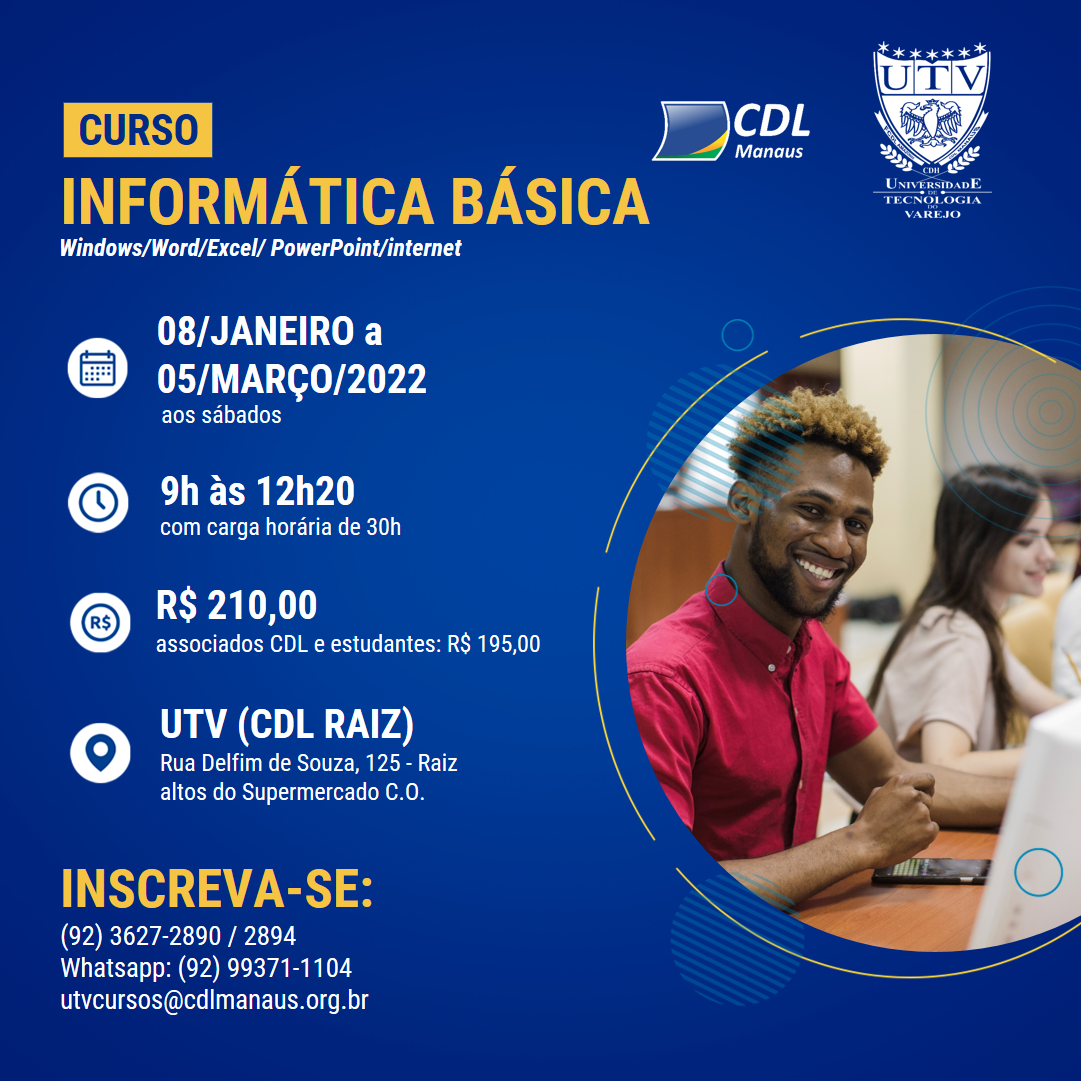 CURSO
INFORMÁTICA BÁSICA
Windows/Word/Excel/ PowerPoint/internet
CDL
Manaus
UTV
CDH
UNIVERSIDADE
DE
TECNOLOGIA
DO
VAREJO
08/JANEIRO a
05/MARÇO/2022
aos sábados
9h às 12h20
com carga horária de 30h
R$
R$ 210,00
associados CDL e estudantes: R$ 195,00
UTV (CDL RAIZ)
Rua Delfim de Souza, 125 - Raiz
altos do Supermercado C.O.
INSCREVA-SE:
(92) 3627-2890 / 2894
Whatsapp: (92) 99371-1104
utvcursos@cdlmanaus.org.br